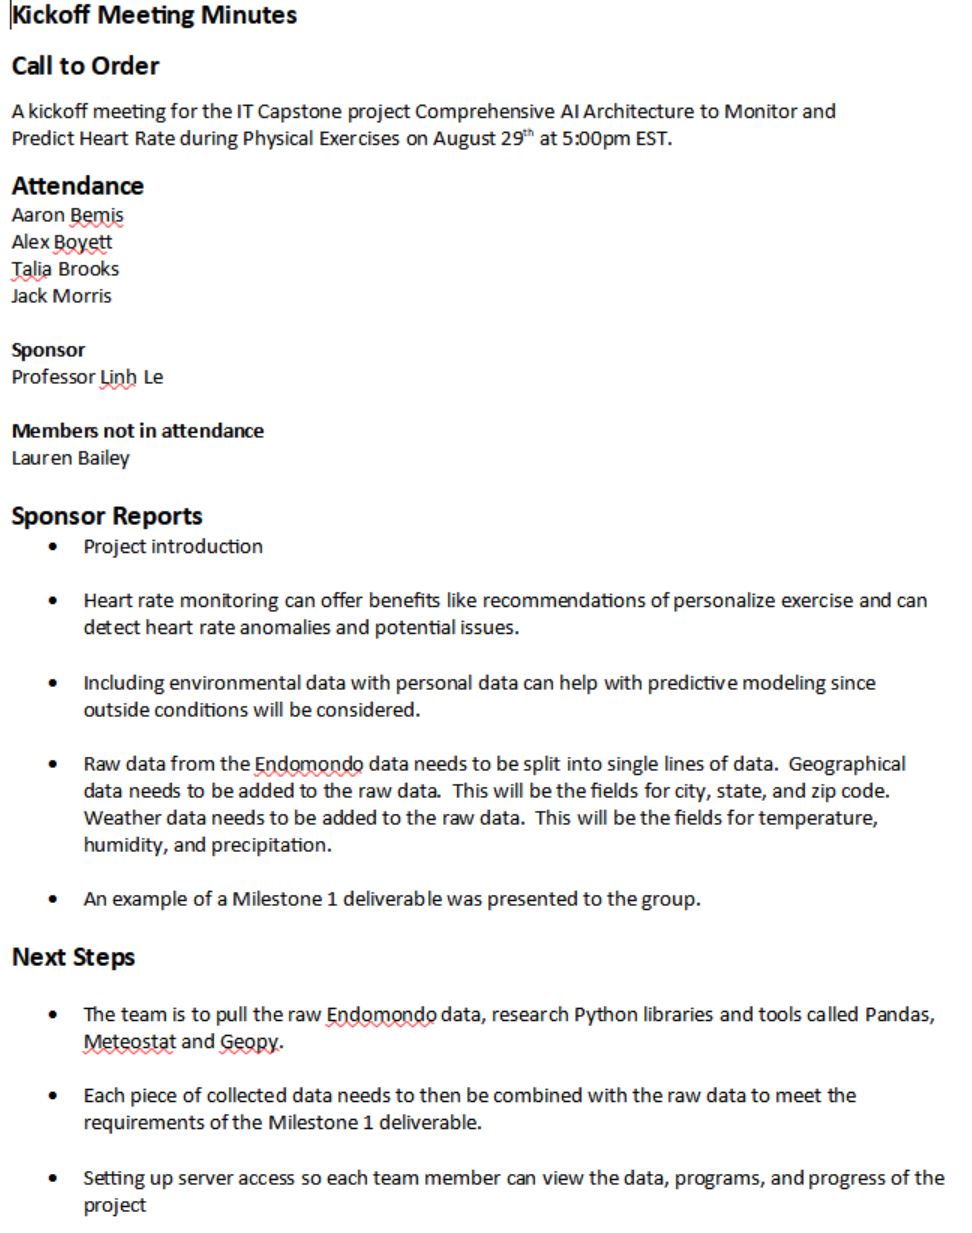 Kickoff Meeting Minutes
Call to Order
A kickoff meeting for the IT Capstone project Comprehensive AI Architecture to Monitor and
Predict Heart Rate during Physical Exercises on August 29th at 5:00pm EST.
Attendance
Aaron Bemis
Alex Boyett
Talia Brooks
Jack Morris
Sponsor
Professor Linh Le
Members not in attendance
Lauren Bailey
Sponsor Reports
• Project introduction
• Heart rate monitoring can offer benefits like recommendations of personalize exercise and can
detect heart rate anomalies and potential issues.
• Including environmental data with personal data can help with predictive modeling since
outside conditions will be considered.
• Raw data from the Endomondo data needs to be split into single lines of data.  Geographical
data needs to be added to the raw data.  This will be the fields for city, state, and zip code.
Weather data needs to be added to the raw data.  This will be the fields for temperature,
humidity, and precipitation.
• An example of a Milestone 1 deliverable was presented to the group.
Next Steps
• The team is to pull the raw Endomondo data, research Python libraries and tools called Pandas,
Meteostat and Geopy.
• Each piece of collected data needs to then be combined with the raw data to meet the
requirements of the Milestone 1 deliverable.
• Setting up server access so each team member can view the data, programs, and progress of the
project